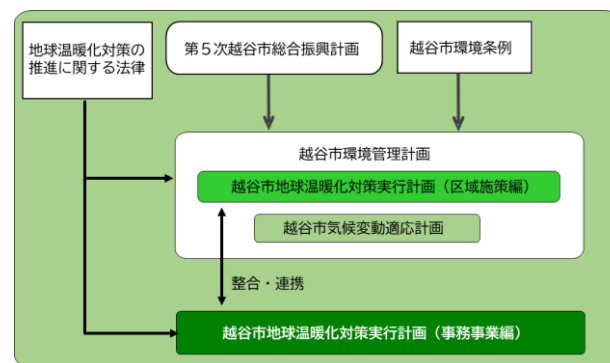 地球温暖化対策の
推進に関する法律
第５次越谷市総合振興計画
越谷市環境条例
越谷市環境管理計画
越谷市地球温暖化対策実行計画（区域施策編）
越谷市気候変動適応計画
整合・連携
越谷市地球温暖化対策実行計画（事務事業編）